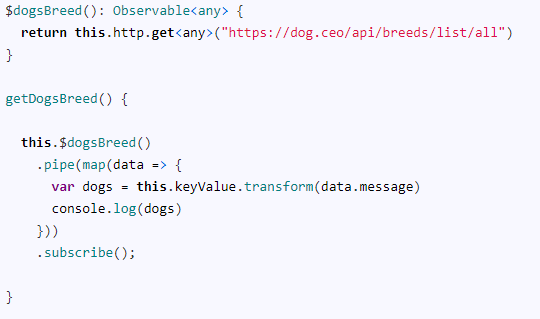 $dogsBreed(): Observable<any> {
  return this.http.get<any>("https://dog.ceo/api/breeds/list/all")
}

getDogsBreed() {

  this.$dogsBreed()
    .pipe(map(data => {
      var dogs = this.keyValue.transform(data.message)
      console.log(dogs)
    }))
    .subscribe();

}